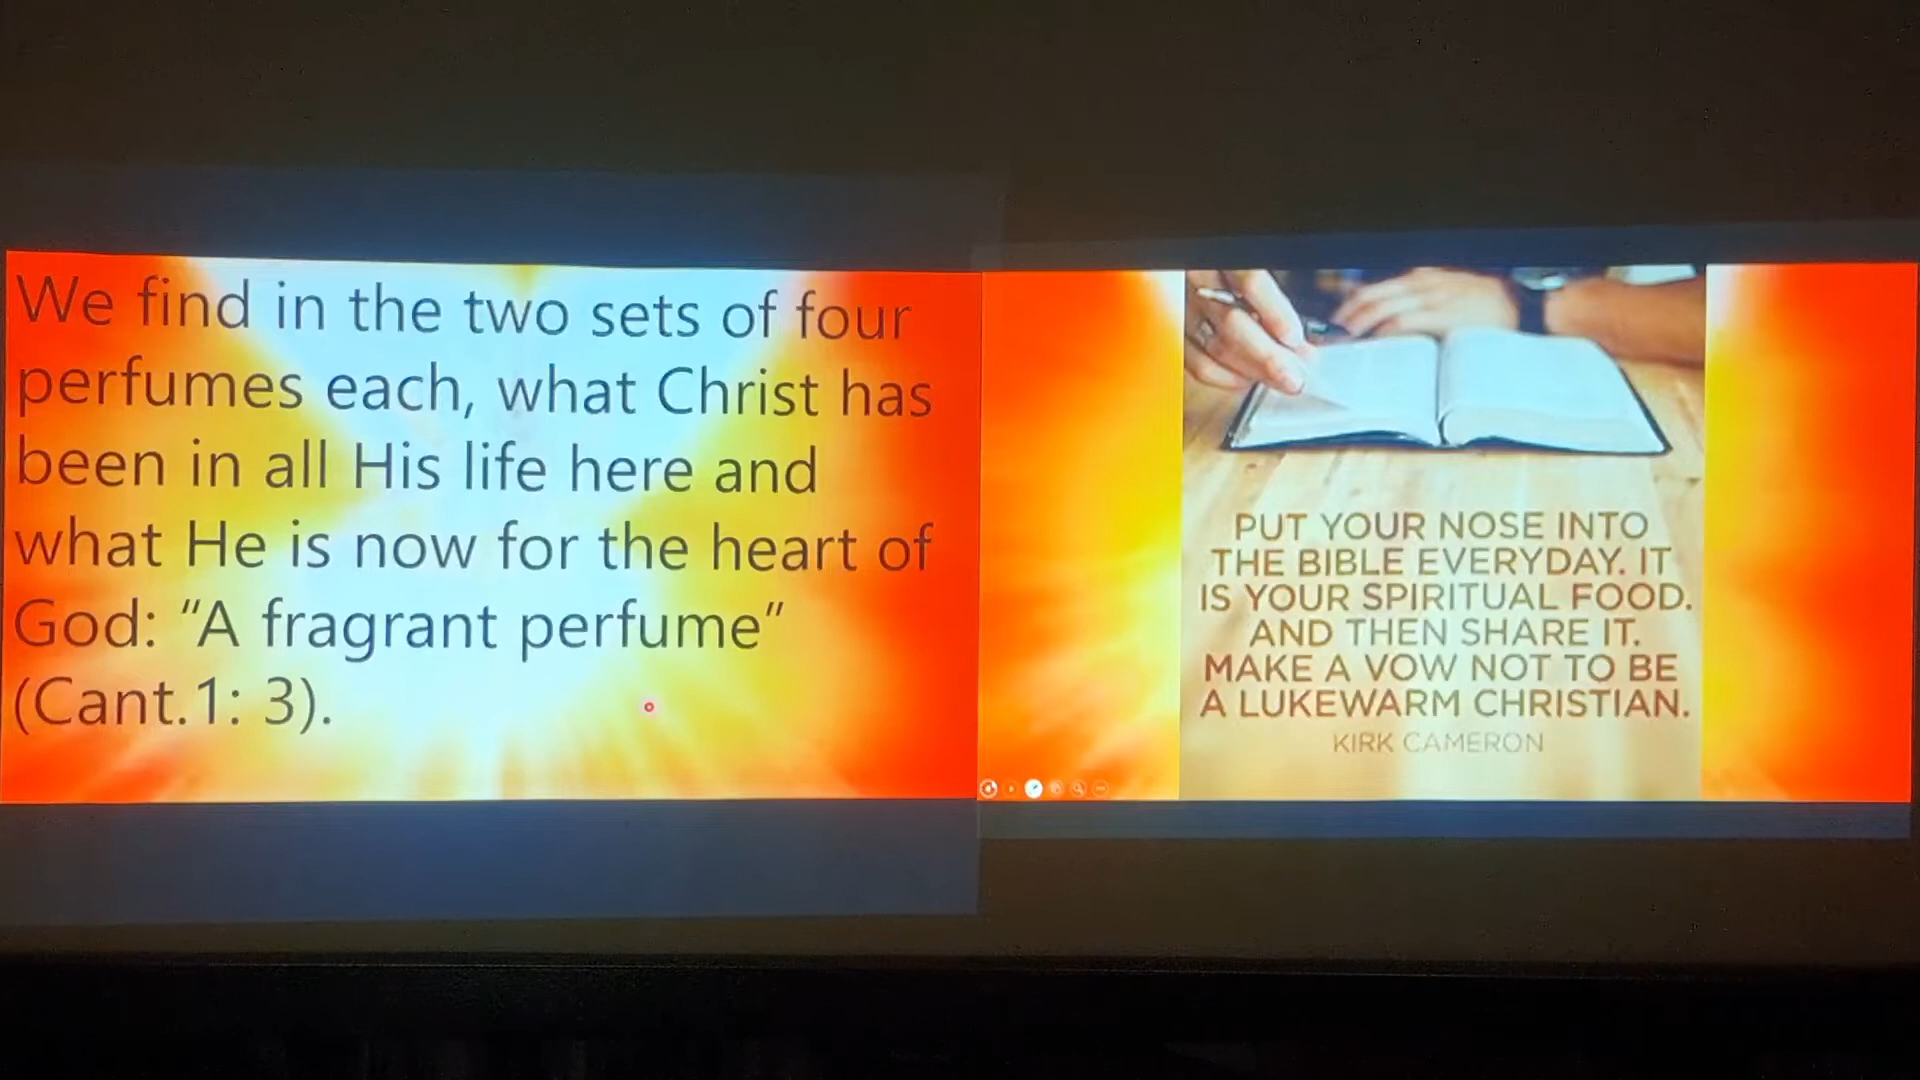 We find in the two sets of four
perfumes each, what Christ has
been in all His life here and
what He is now for the heart of
God: “A fragrant perfume”
(Cant.1: 3).
PUT YOUR NOSE INTO
THE BIBLE EVERYDAY. IT
IS YOUR SPIRITUAL FOOD.
AND THEN SHARE IT.
MAKE A VOW NOT TO BE
A LUKEWARM CHRISTIAN.
KIRK CAMERON